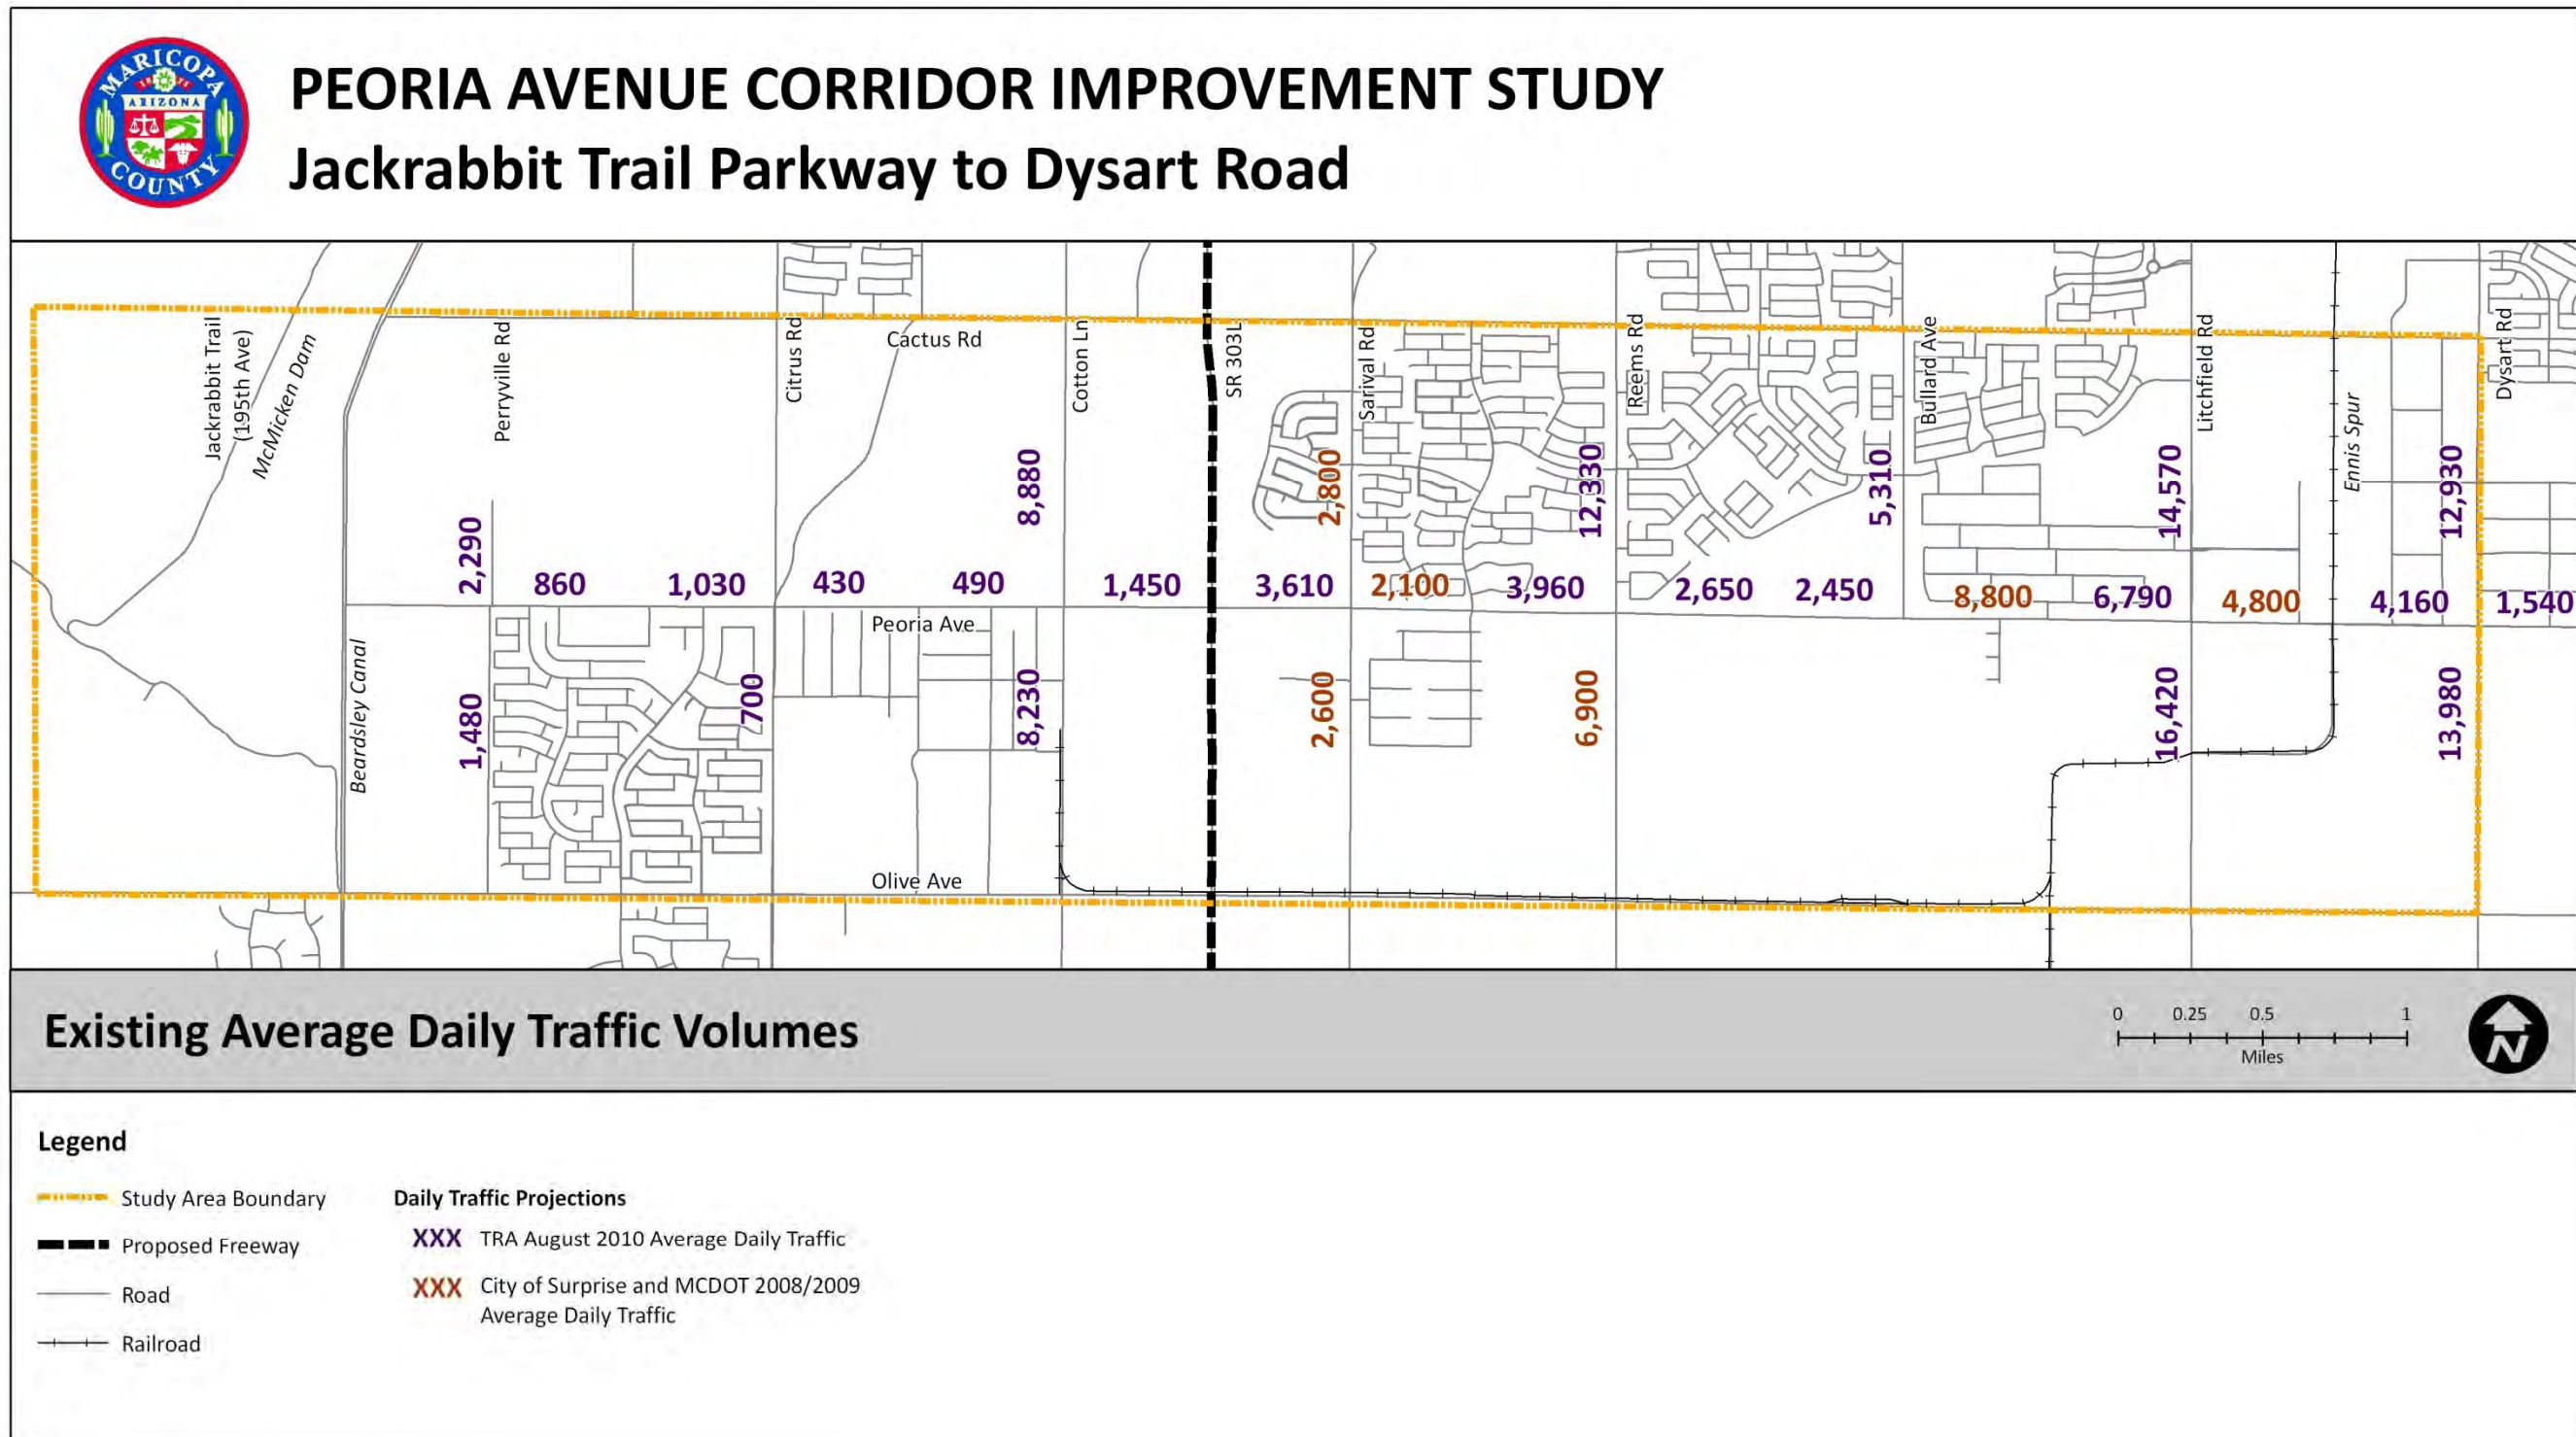 MARICOPA
ARIZONA
COUNTY
PEORIA AVENUE CORRIDOR IMPROVEMENT STUDY
Jackrabbit Trail Parkway to Dysart Road
Jackrabbit Trail
(195th Ave)
McMicken Dam
Beardsley Canal
Perryville Rd
Citrus Rd
Cactus Rd
Cotton Ln
SR 303L
Sarival Rd
Reems Rd
Bullard Ave
Litchfield Rd
Ennis Spur
Dysart Rd
2,290
8,880
2,800
12,330
5,310
14,570
12,930
860
1,030
430
490
1,450
3,610
2,100
3,960
2,650
2,450
8,800
6,790
4,800
4,160
1,540
Peoria Ave
1,480
700
8,230
2,600
6,900
16,420
13,980
Olive Ave
Existing Average Daily Traffic Volumes
0 0.25 0.5 1
Miles
N
Legend
Study Area Boundary
Proposed Freeway
Road
Railroad
Daily Traffic Projections
XXX TRA August 2010 Average Daily Traffic
XXX City of Surprise and MCDOT 2008/2009
Average Daily Traffic